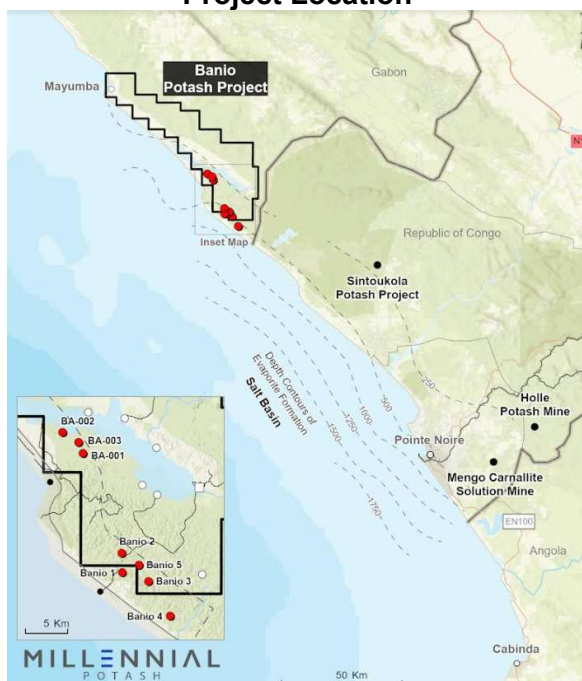 Project Location
Banio
Potash Project
Mayumba
Gabon
Inset Map
Republic of Congo
Sintoukola
Potash Project
Depth Contours of
Evaporite Formation
Salt Basin
250
500
1000
1250
1500
1750
Holle
Potash Mine
Pointe Noire
Mengo Carnallite
Solution Mine
EN100
Angola
Cabinda
50 Km
BA-002
BA-003
BA-001
Banio 2
Banio 5
Banio 1
Banio 3
Banio 4
5 Km
MILLENNIAL
POTASH